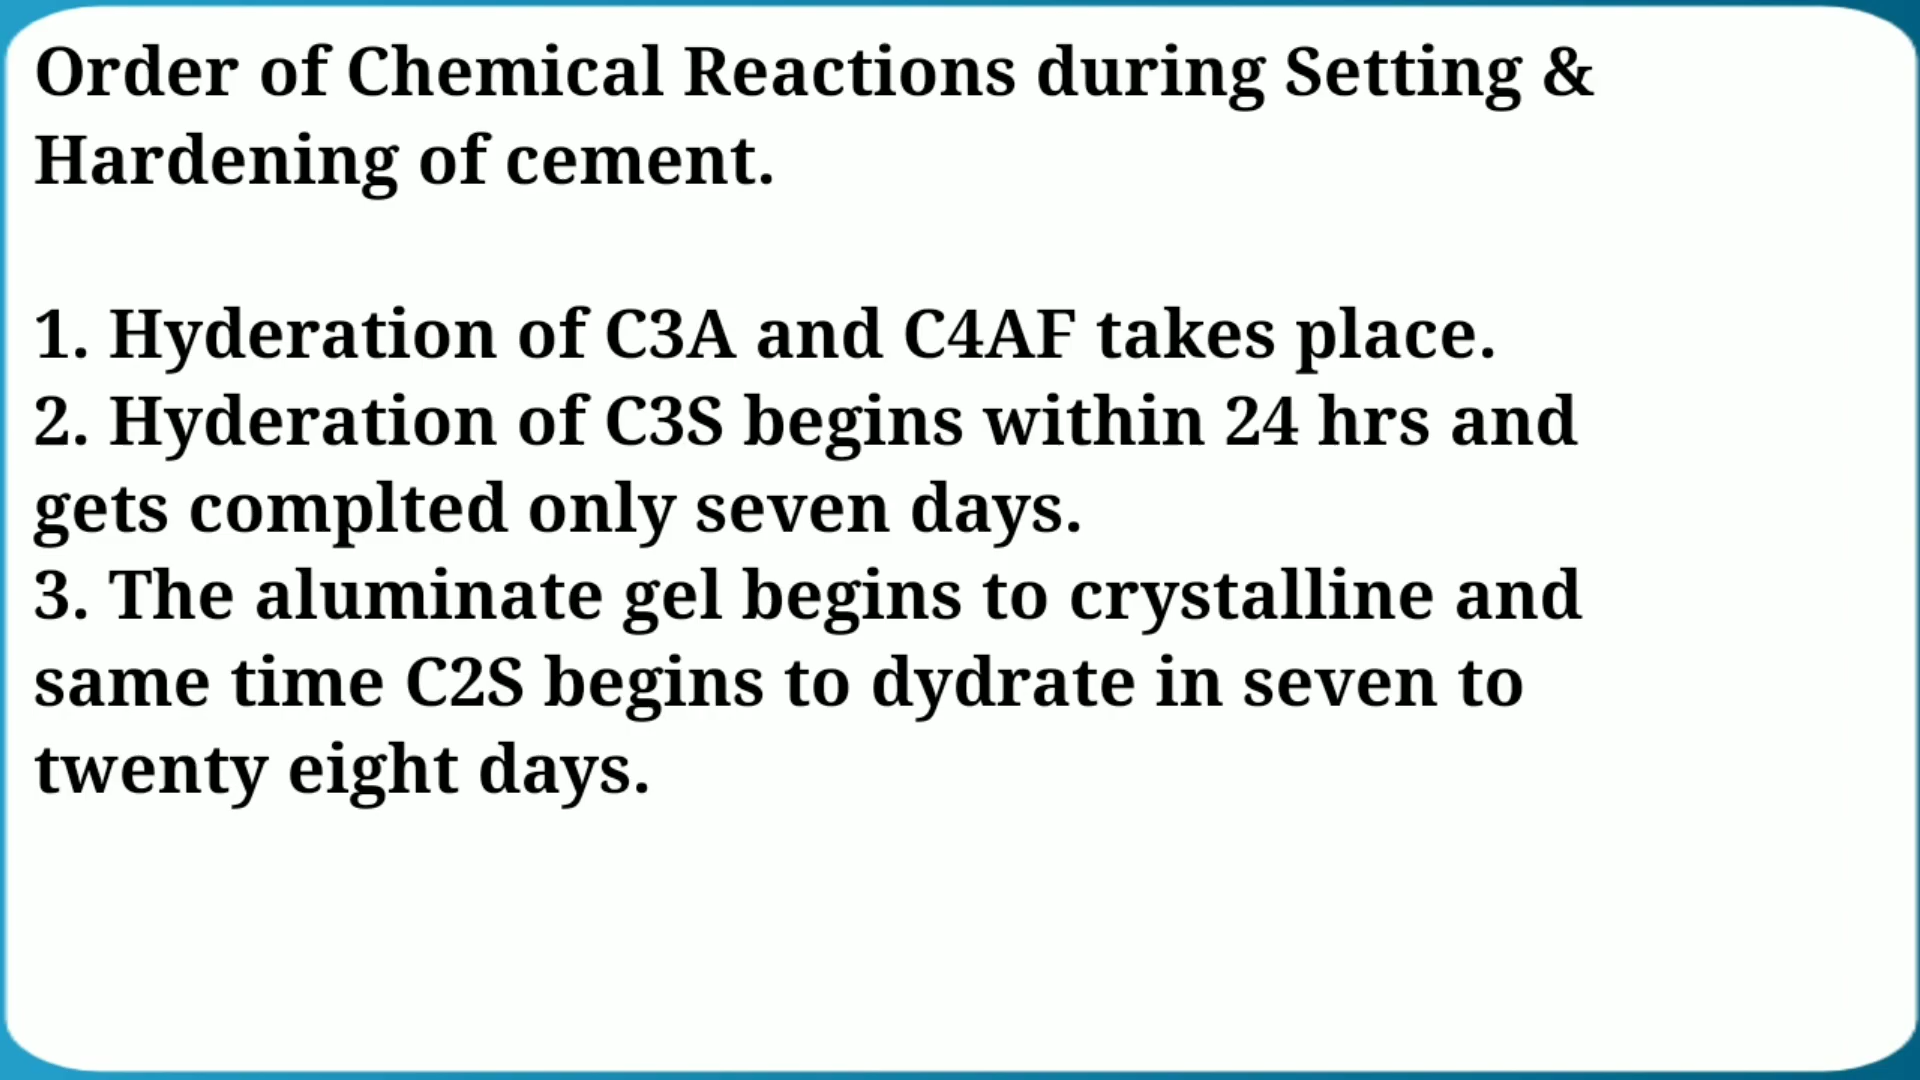 Order of Chemical Reactions during Setting &
Hardening of cement.
1. Hyderation of C3A and C4AF takes place.
2. Hyderation of C3S begins within 24 hrs and
gets complted only seven days.
3. The aluminate gel begins to crystalline and
same time C2S begins to dydrate in seven to
twenty eight days.